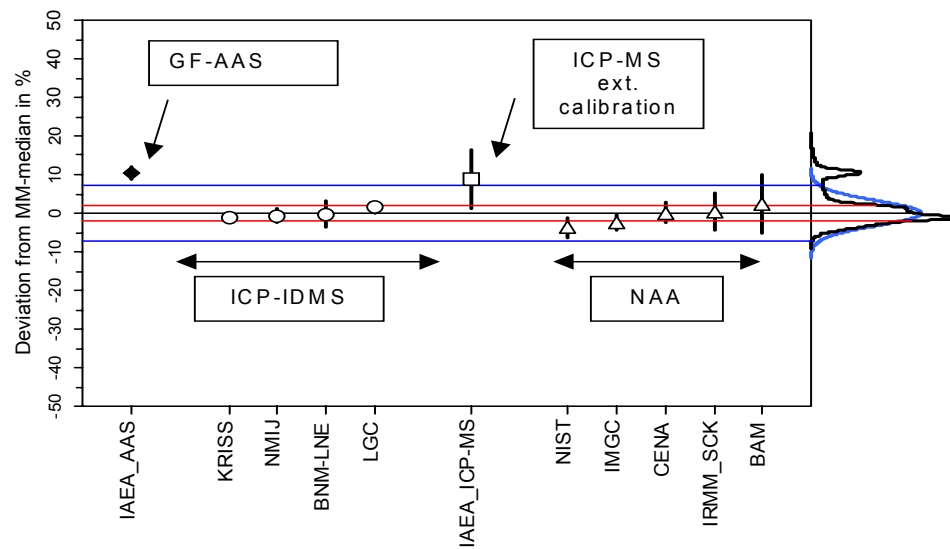 Deviation from MM-median in %
50
40
30
20
10
0
-10
-20
-30
-40
-50
GF-AAS
ICP-MS
ext.
calibration
ICP-IDMS
NAA
IAEA_AAS
KRISS
NMIJ
BNM-LNE
LGC
IAEA_ICP-MS
NIST
IMGC
CENA
IRMM_SCK
BAM